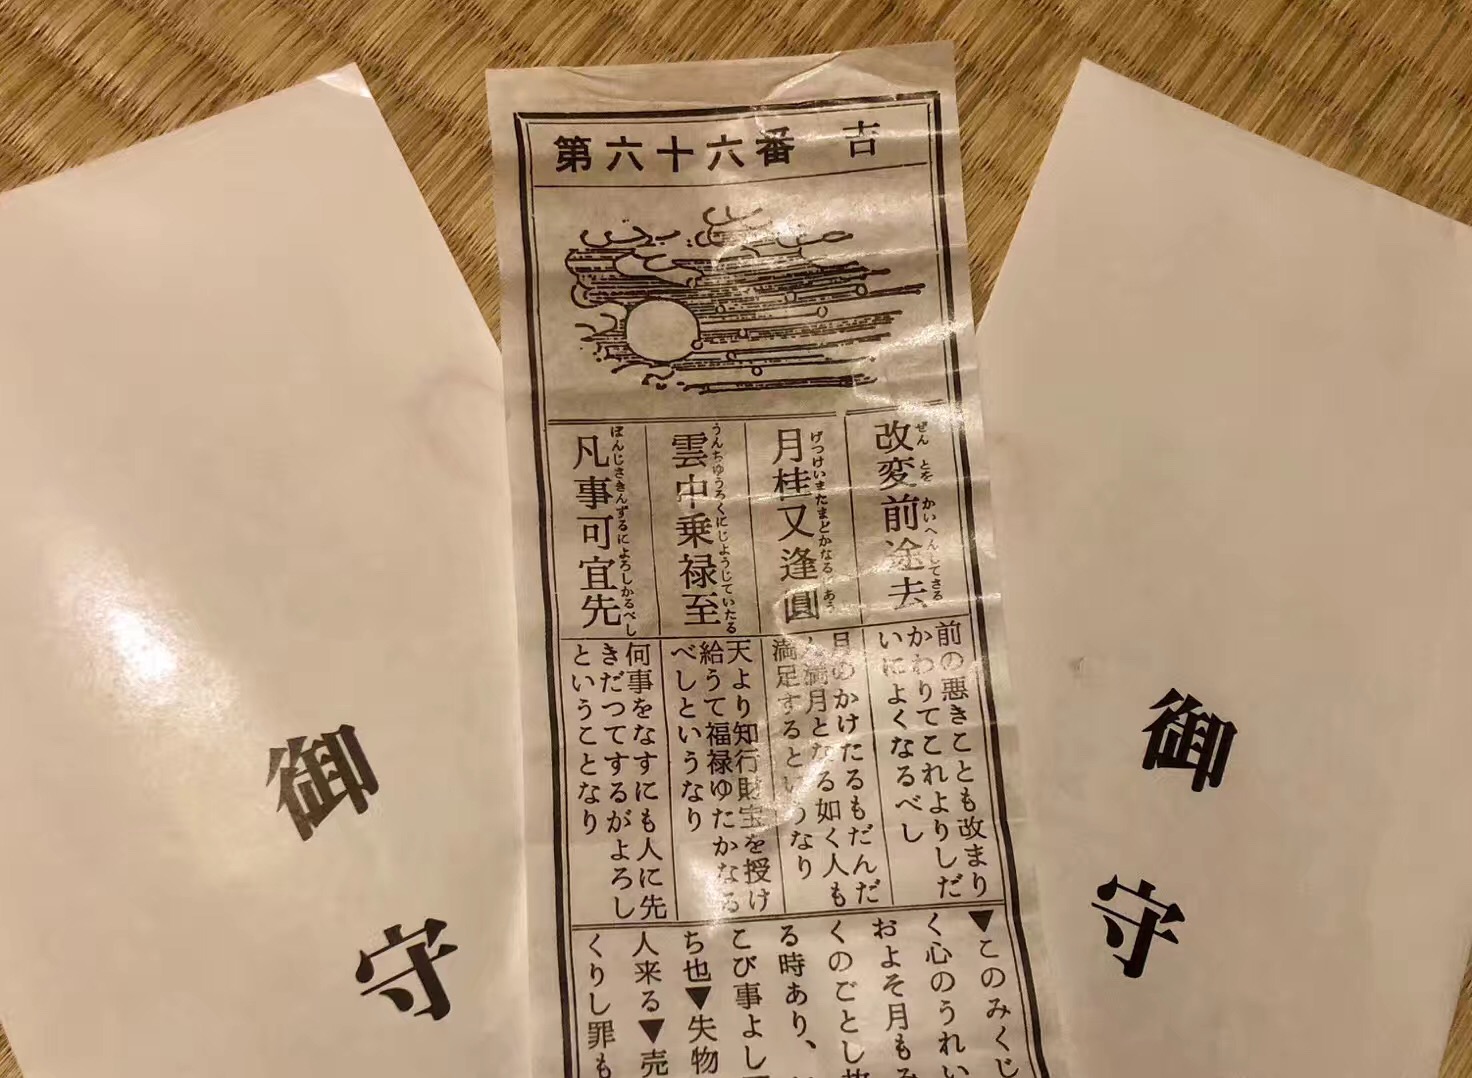 第六十六番 吉
改変前途去
ぜんとをかいへんしてさる
月桂又逢圓
げつけいまたまどかなるにあう
雲中乗禄至
うんちゆうろくにじようじていたる
凡事可宜先
ぼんじさきんずるによろしかるべし
前の悪きことも改まり
かわりてこれよりしだ
いによくなるべし
月のかけたるもだんだ
ん満月となる如く人も
満足するというなり
天より知行財宝を授け
給うて福禄ゆたかなる
べしというなり
何事をなすにも人に先
きだつてするがよろし
ということなり
▼このみくじ
く心のうれい
およそ月もみ
くのごとし
る時あり、
こび事よし
ち也▼失物
人来る▼売
くりし罪も
御守
御守